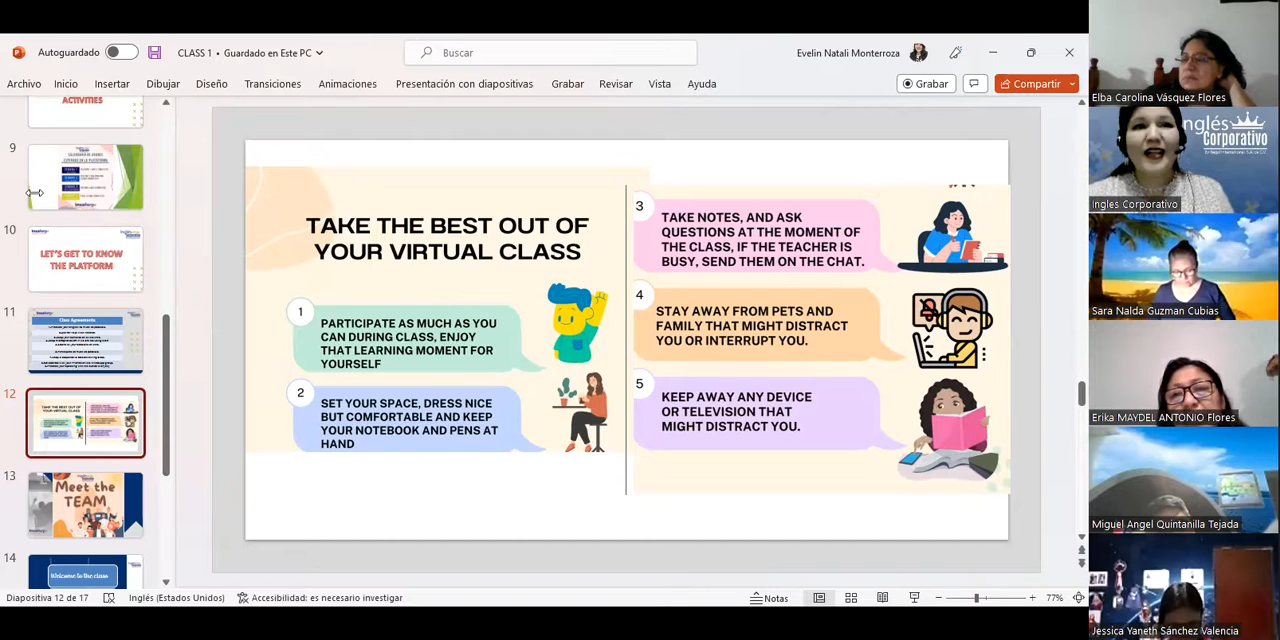 Autoguardado
CLASS 1 • Guardado en Este PC
Buscar
Evelin Natali Monterroza
Archivo Inicio Insertar Dibujar Diseño Transiciones Animaciones Presentación con diapositivas Grabar Revisar Vista Ayuda
Grabar
Compartir
ACTIVITIES
9
10
LET'S GET TO KNOW
THE PLATFORM
11
Class Agreements
12
13
Meet the
TEAM
14
Welcome to the class
TAKE THE BEST OUT OF
YOUR VIRTUAL CLASS
1
PARTICIPATE AS MUCH AS YOU
CAN DURING CLASS, ENJOY
THAT LEARNING MOMENT FOR
YOURSELF
2
SET YOUR SPACE, DRESS NICE
BUT COMFORTABLE AND KEEP
YOUR NOTEBOOK AND PENS AT
HAND
3
TAKE NOTES, AND ASK
QUESTIONS AT THE MOMENT OF
THE CLASS, IF THE TEACHER IS
BUSY, SEND THEM ON THE CHAT.
4
STAY AWAY FROM PETS AND
FAMILY THAT MIGHT DISTRACT
YOU OR INTERRUPT YOU.
5
KEEP AWAY ANY DEVICE
OR TELEVISION THAT
MIGHT DISTRACT YOU.
Diapositiva 12 de 17
Inglés (Estados Unidos)
Accesibilidad: es necesario investigar
Notas
77%
Elba Carolina Vásquez Flores
Inglés
Corporativo
Ingles Corporativo
Sara Nalda Guzman Cubias
Erika MAYDEL ANTONIO Flores
Miguel Angel Quintanilla Tejada
Jessica Yaneth Sánchez Valencia